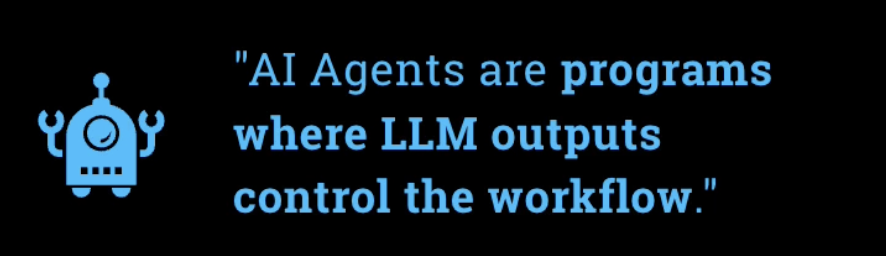 "AI Agents are programs
where LLM outputs
control the workflow."